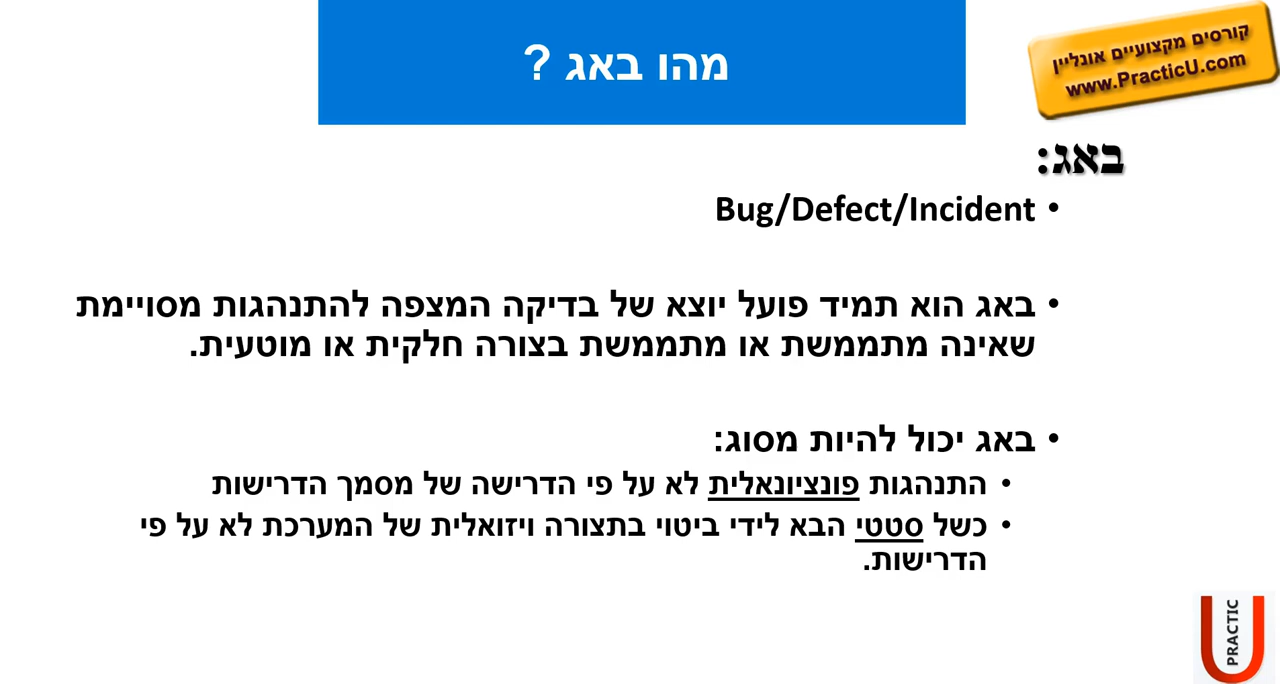 מהו באג ?
קורסים מקצועיים אונליין
www.PracticU.com
באג:
• Bug/Defect/Incident
• באג הוא תמיד פועל יוצא של בדיקה המצפה להתנהגות מסויימת
שאינה מתממשת או מתממשת בצורה חלקית או מוטעית.
• באג יכול להיות מסוג:
• התנהגות פונציונאלית לא על פי הדרישה של מסמך הדרישות
• כשל סטטי הבא לידי ביטוי בתצורה ויזואלית של המערכת לא על פי
הדרישות.
PRACTIC U